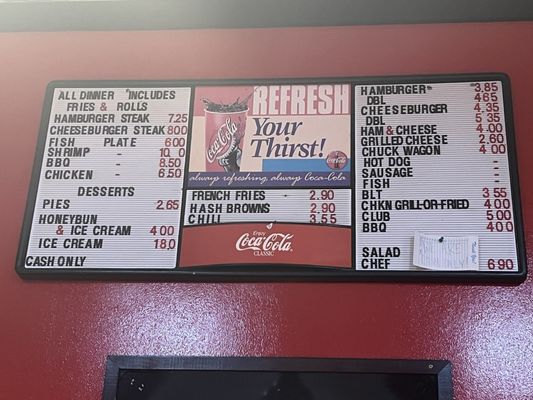 ALL DINNER INCLUDES
FRIES & ROLLS
HAMBURGER STEAK 7.25
CHEESEBURGER STEAK 8 00
FISH PLATE 6 00
SHRIMP - 10. 0
BBQ - 8.50
CHICKEN - 6.50
DESSERTS
PIES 2.65
HONEYBUN
& ICE CREAM 4.00
ICE CREAM 18.0
CASH ONLY
REFRESH
Your
Thirst!
Coca-Cola
always refreshing, always Coca-Cola
FRENCH FRIES 2.90
HASH BROWNS 2.90
CHILI 3.55
Enjoy
Coca-Cola
CLASSIC
HAMBURGER 3.85
DBL 4.65
CHEESEBURGER 4.35
DBL 5.35
HAM & CHEESE 4.00
GRILLED CHEESE 2.60
CHUCK WAGON 4.00
HOT DOG -
SAUSAGE -
FISH -
BLT 3.55
CHKN GRILL-OR-FRIED 4.00
CLUB 5.00
BBQ 4.00
SALAD
CHEF 6.90